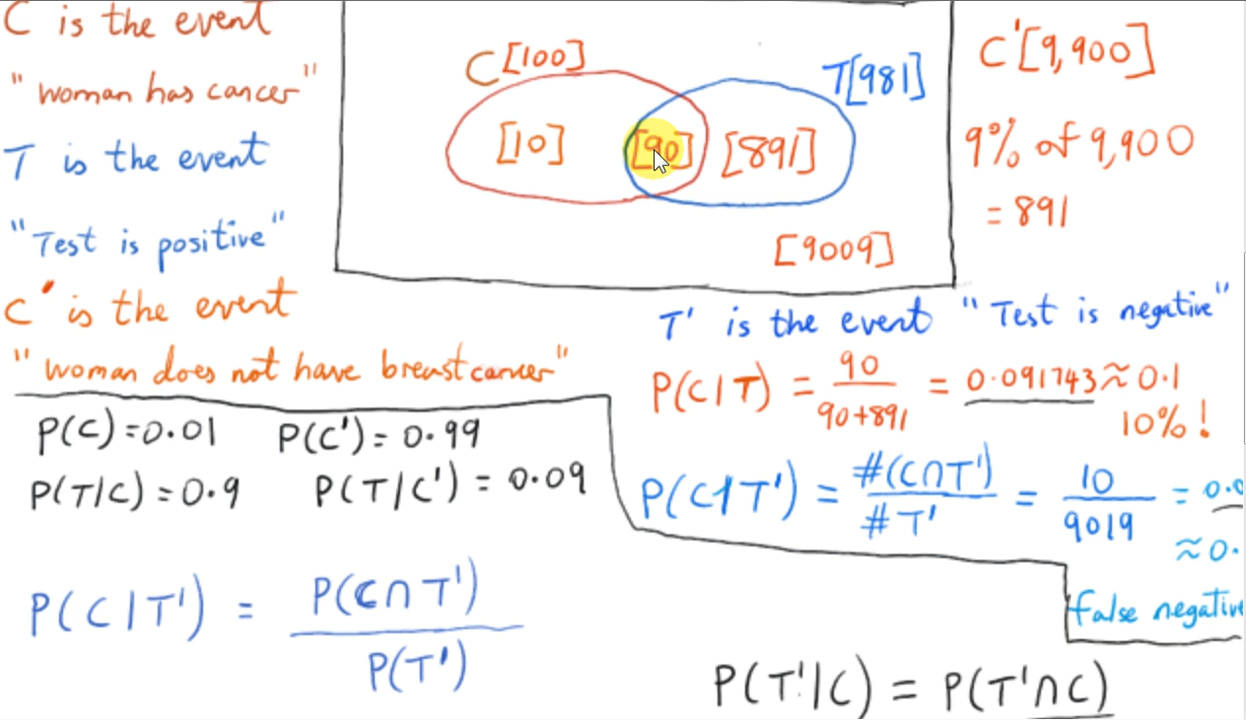 C is the event
"woman has cancer"
T is the event
"Test is positive"
C' is the event
"woman does not have breast cancer"
C [100]
T[981]
[10] [90] [891]
[9009]
C'[9,900]
9% of 9,900
= 891
T' is the event "Test is negative"
P(C|T) = 90/(90+891) = 0.091743 ≈ 0.1
10%!
P(C|T') = #(C∩T')/#T' = 10/9019 = 0.0
≈ 0.
false negative
P(C)=0.01 P(C')= 0.99
P(T/C)=0.9 P(T/C') = 0.09
P(C|T') = P(C∩T')/P(T')
P(T'|C) = P(T'∩C)